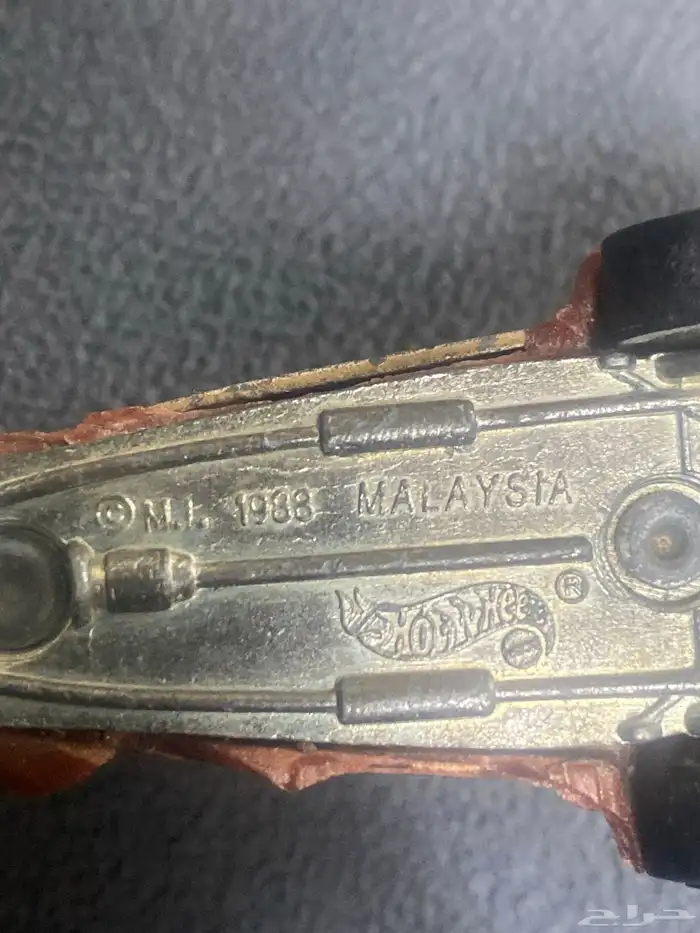 © M.I. 1988 MALAYSIA
HOT WHEELS ®
حراج